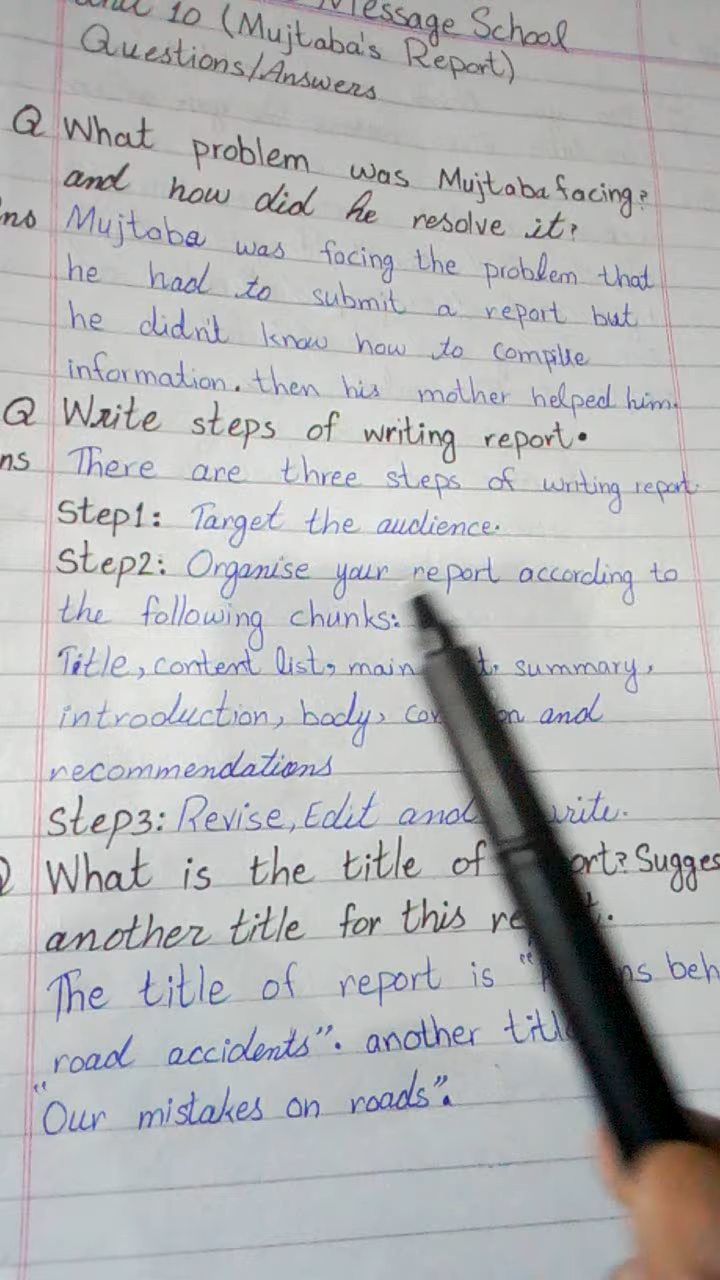 Message School
10 (Mujtaba's Report)
Questions/Answers
Q What problem was Mujtaba facing?
and how did he resolve it?
ns Mujtaba was facing the problem that
he had to submit a report but
he didn't know how to compile
information. then his mother helped him.
Q Write steps of writing report.
ns There are three steps of writing report.
Step1: Target the audience.
Step2: Organise your report according to
the following chunks:
Title, content list, main summary,
introduction, body, and
recommendations
Step3: Revise, Edit and
Q What is the title of Sugges
another title for this
The title of report is "
road accidents". another
"Our mistakes on roads".